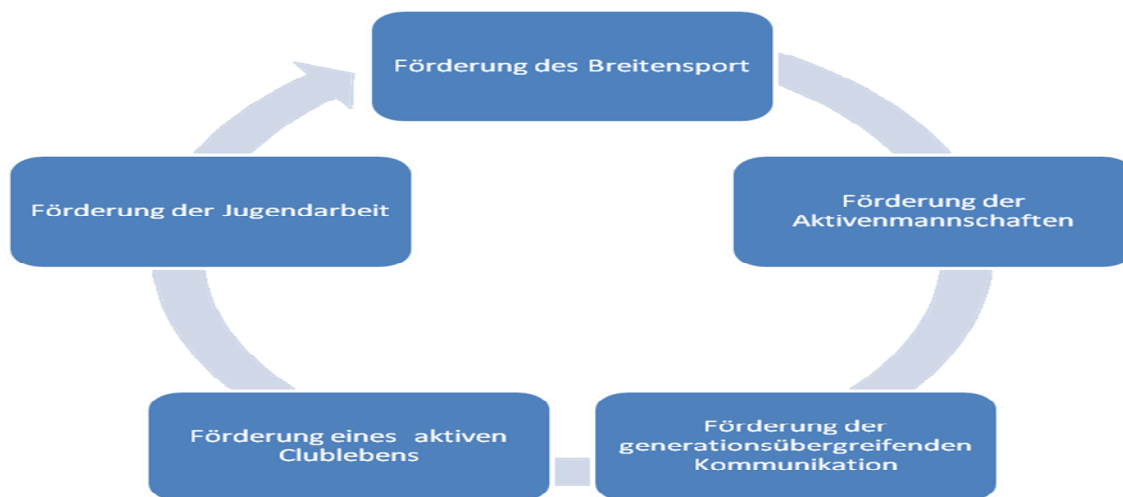 Förderung des Breitensport
Förderung der
Aktivenmannschaften
Förderung der
generationsübergreifenden
Kommunikation
Förderung eines aktiven
Clublebens
Förderung der Jugendarbeit